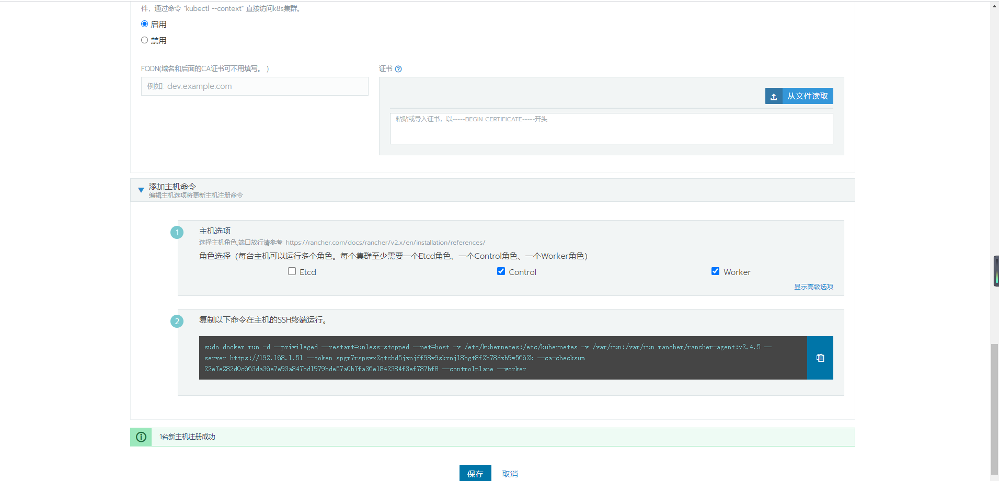 件，通过命令 "kubectl --context" 直接访问k8s集群。
启用
禁用
FQDN(域名和后面的CA证书可不用填写。 )
证书
例如: dev.example.com
从文件读取
粘贴或导入证书，以-----BEGIN CERTIFICATE-----开头
添加主机命令
编辑主机选项将更新主机注册命令
1
主机选项
选择主机角色,端口放行请参考: https://rancher.com/docs/rancher/v2.x/en/installation/references/
角色选择（每台主机可以运行多个角色。每个集群至少需要一个Etcd角色、一个Control角色、一个Worker角色）
Etcd
Control
Worker
显示高级选项
2
复制以下命令在主机的SSH终端运行。
sudo docker run -d --privileged --restart=unless-stopped --net=host -v /etc/kubernetes:/etc/kubernetes -v /var/run:/var/run rancher/rancher-agent:v2.4.5 --
server https://192.168.1.51 --token spgr7rspsvx2qtcbd5jznjff98v9skrnjl8bgt8f2b78dzb9w5662k --ca-checksum
22e7e282d0c663da36e7e93a847bd1979bde57a0b7fa36e1842384f3ef787bf8 --controlplane --worker
1台新主机注册成功
保存
取消